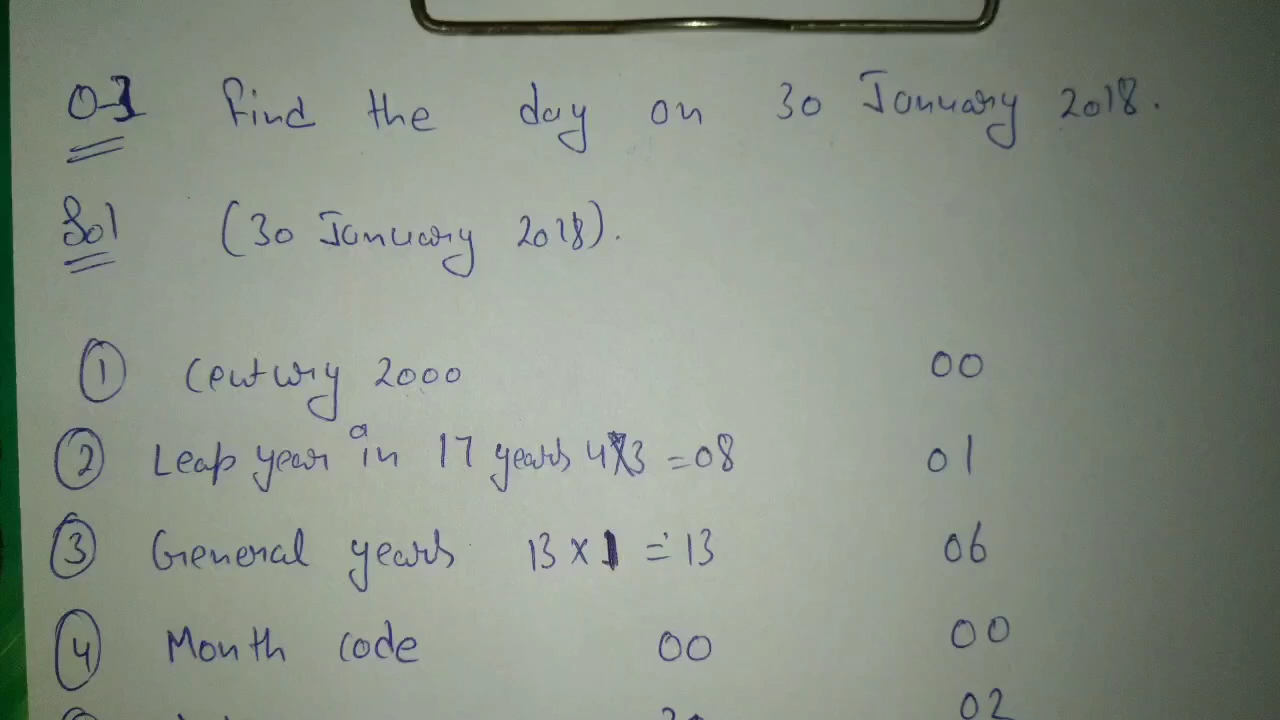 Q-1 Find the day on 30 January 2018.
Sol (30 January 2018).
① Century 2000 00
② Leap year in 17 years 4X3 = 08 01
③ General years 13 x 1 = 13 06
④ Month code 00 00
02